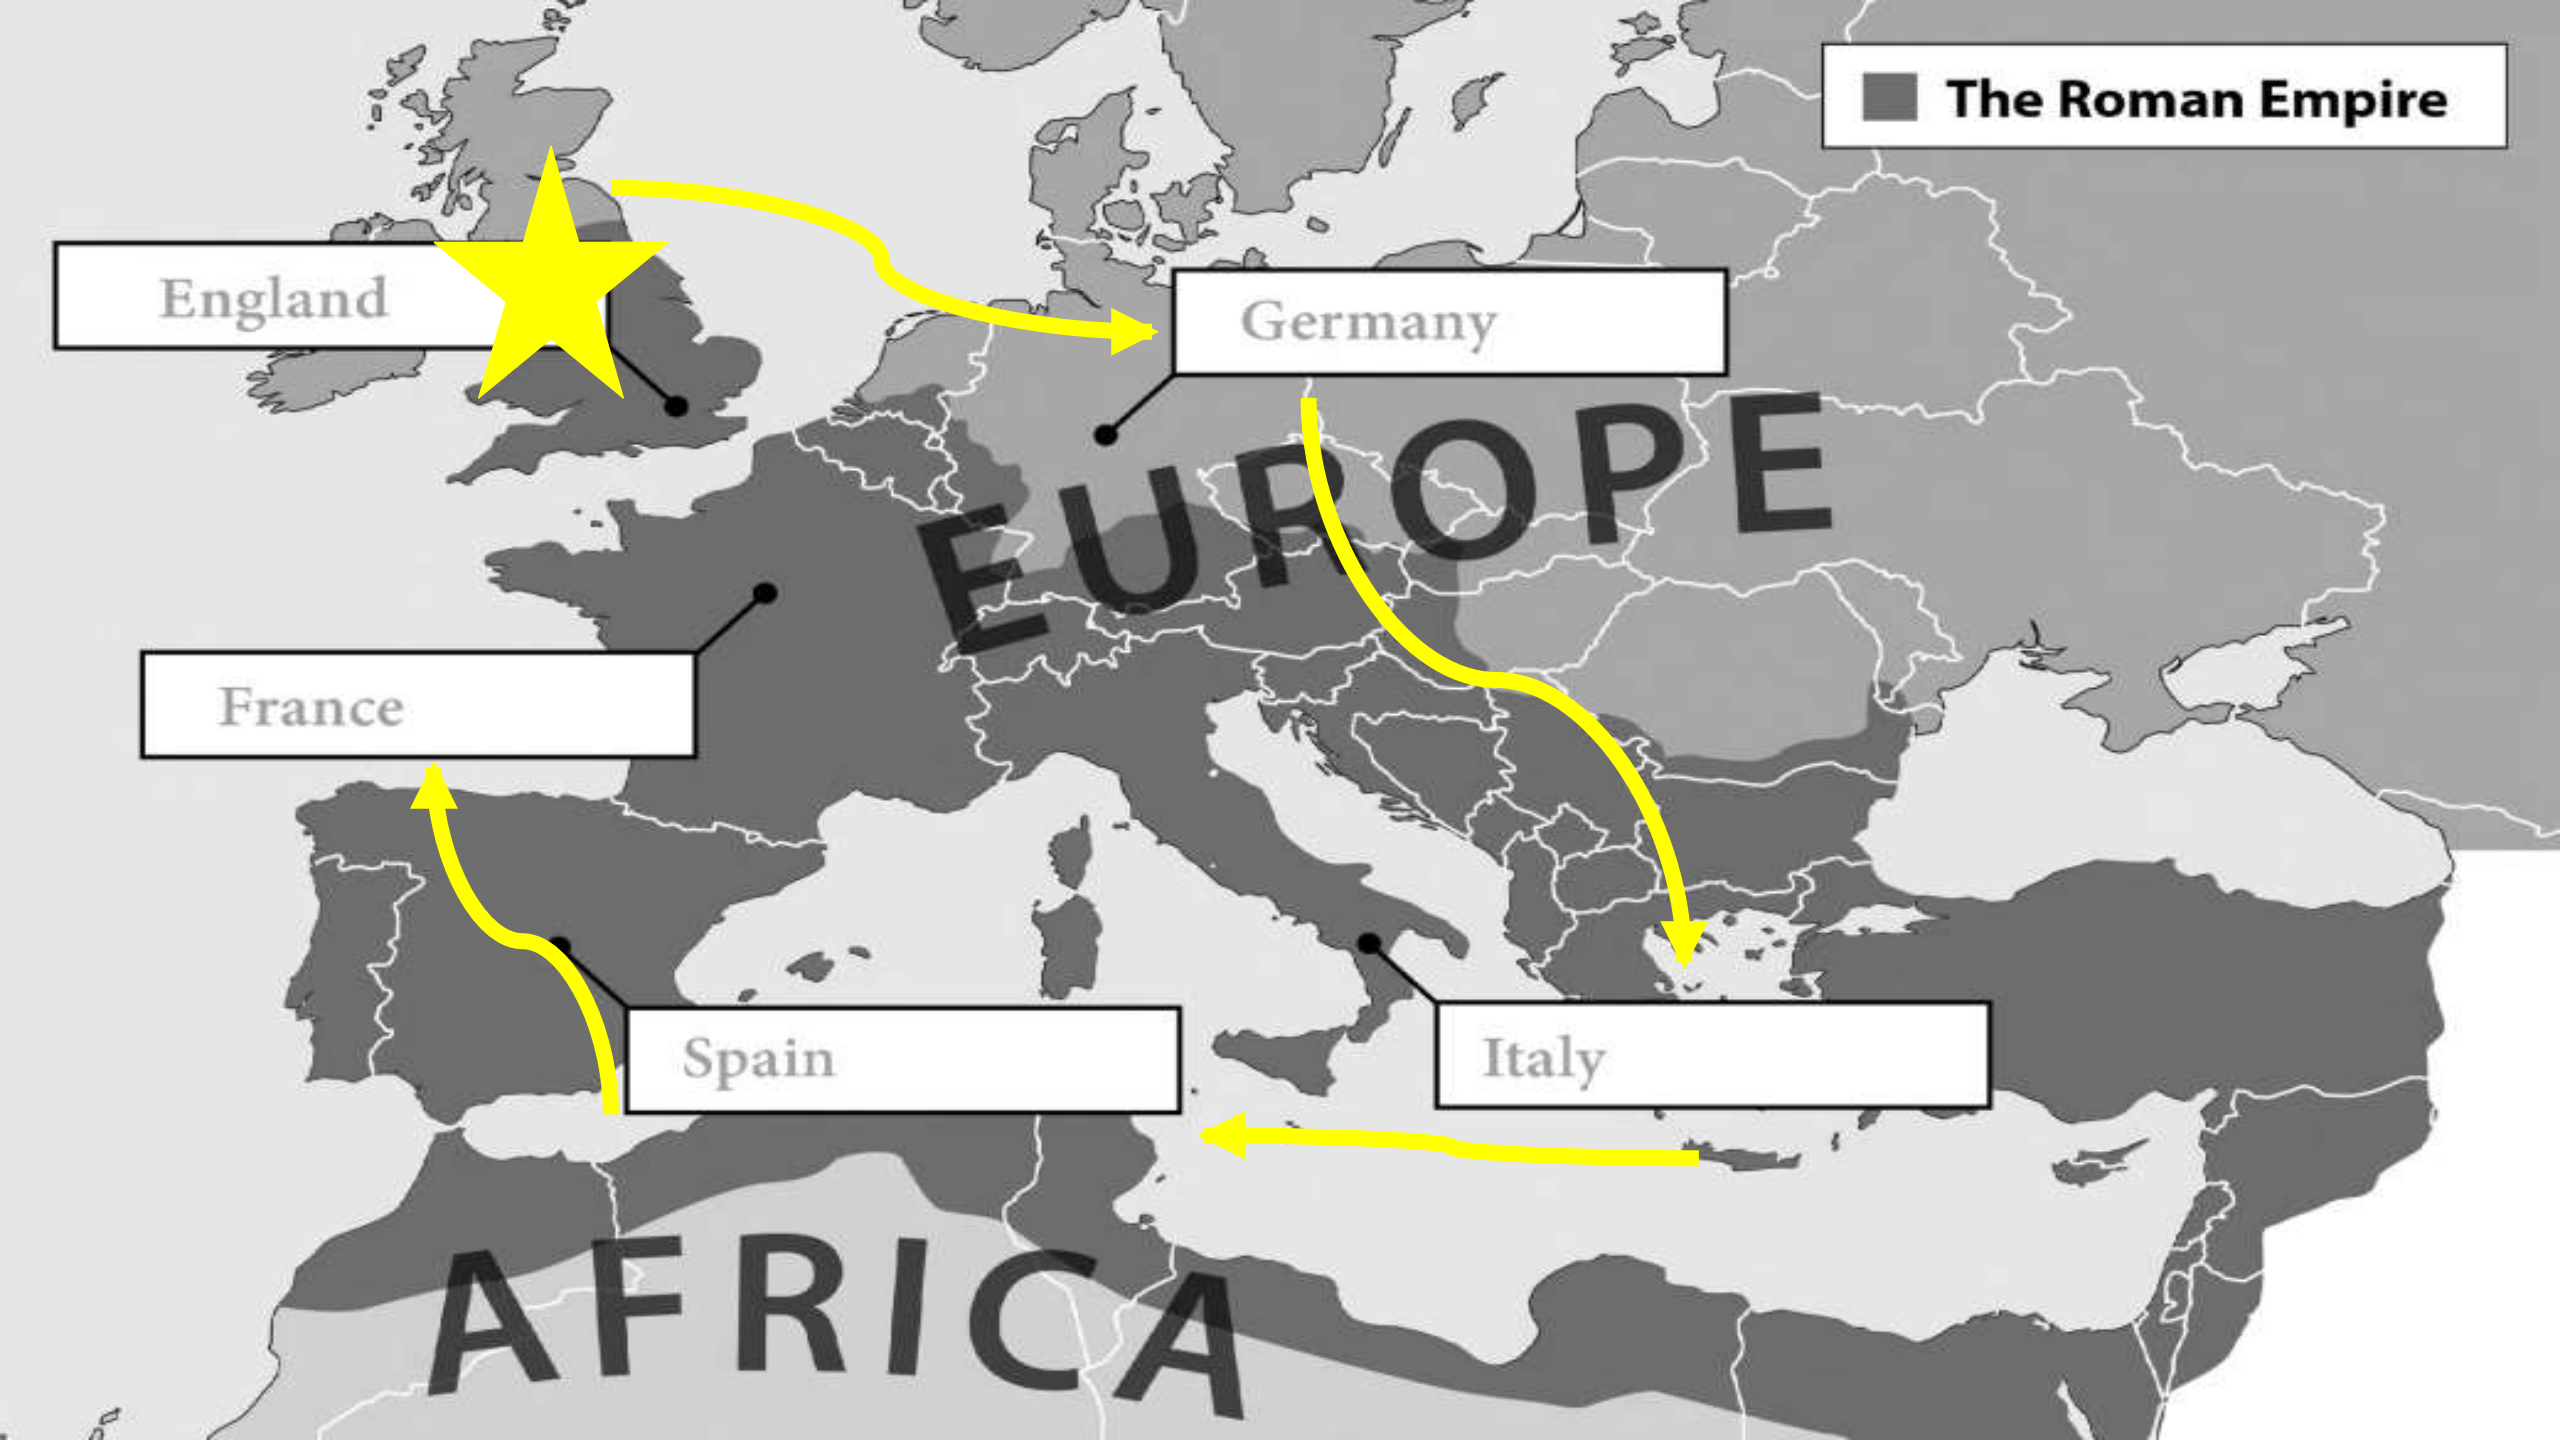 The Roman Empire
England
Germany
EUROPE
France
Spain
Italy
AFRICA